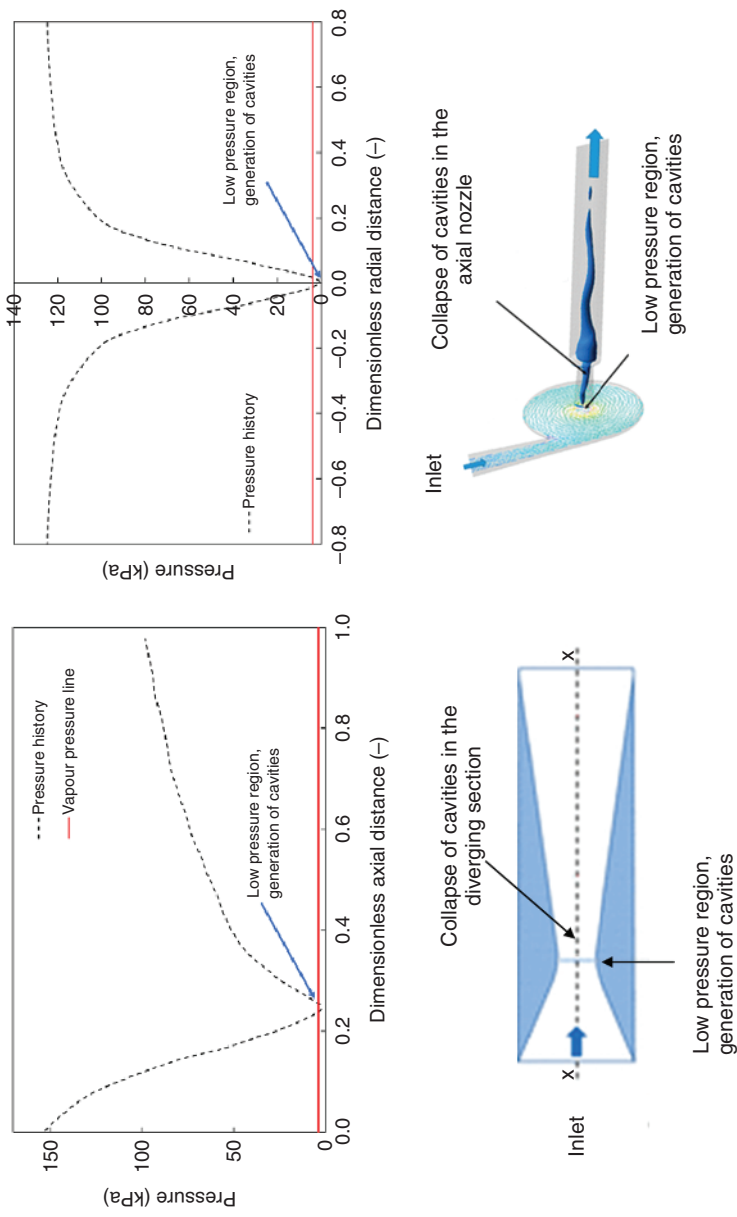 150
100
50
0
Pressure (kPa)
0.0
0.2
0.4
0.6
0.8
1.0
Dimensionless axial distance (–)
Pressure history
Vapour pressure line
Low pressure region,
generation of cavities
Inlet
x
x
Collapse of cavities in the
diverging section
Low pressure region,
generation of cavities
140
120
100
80
60
40
20
0
Pressure (kPa)
−0.8
−0.6
−0.4
−0.2
0.0
0.2
0.4
0.6
0.8
Dimensionless radial distance (–)
Pressure history
Low pressure region,
generation of cavities
Inlet
Collapse of cavities in the
axial nozzle
Low pressure region,
generation of cavities